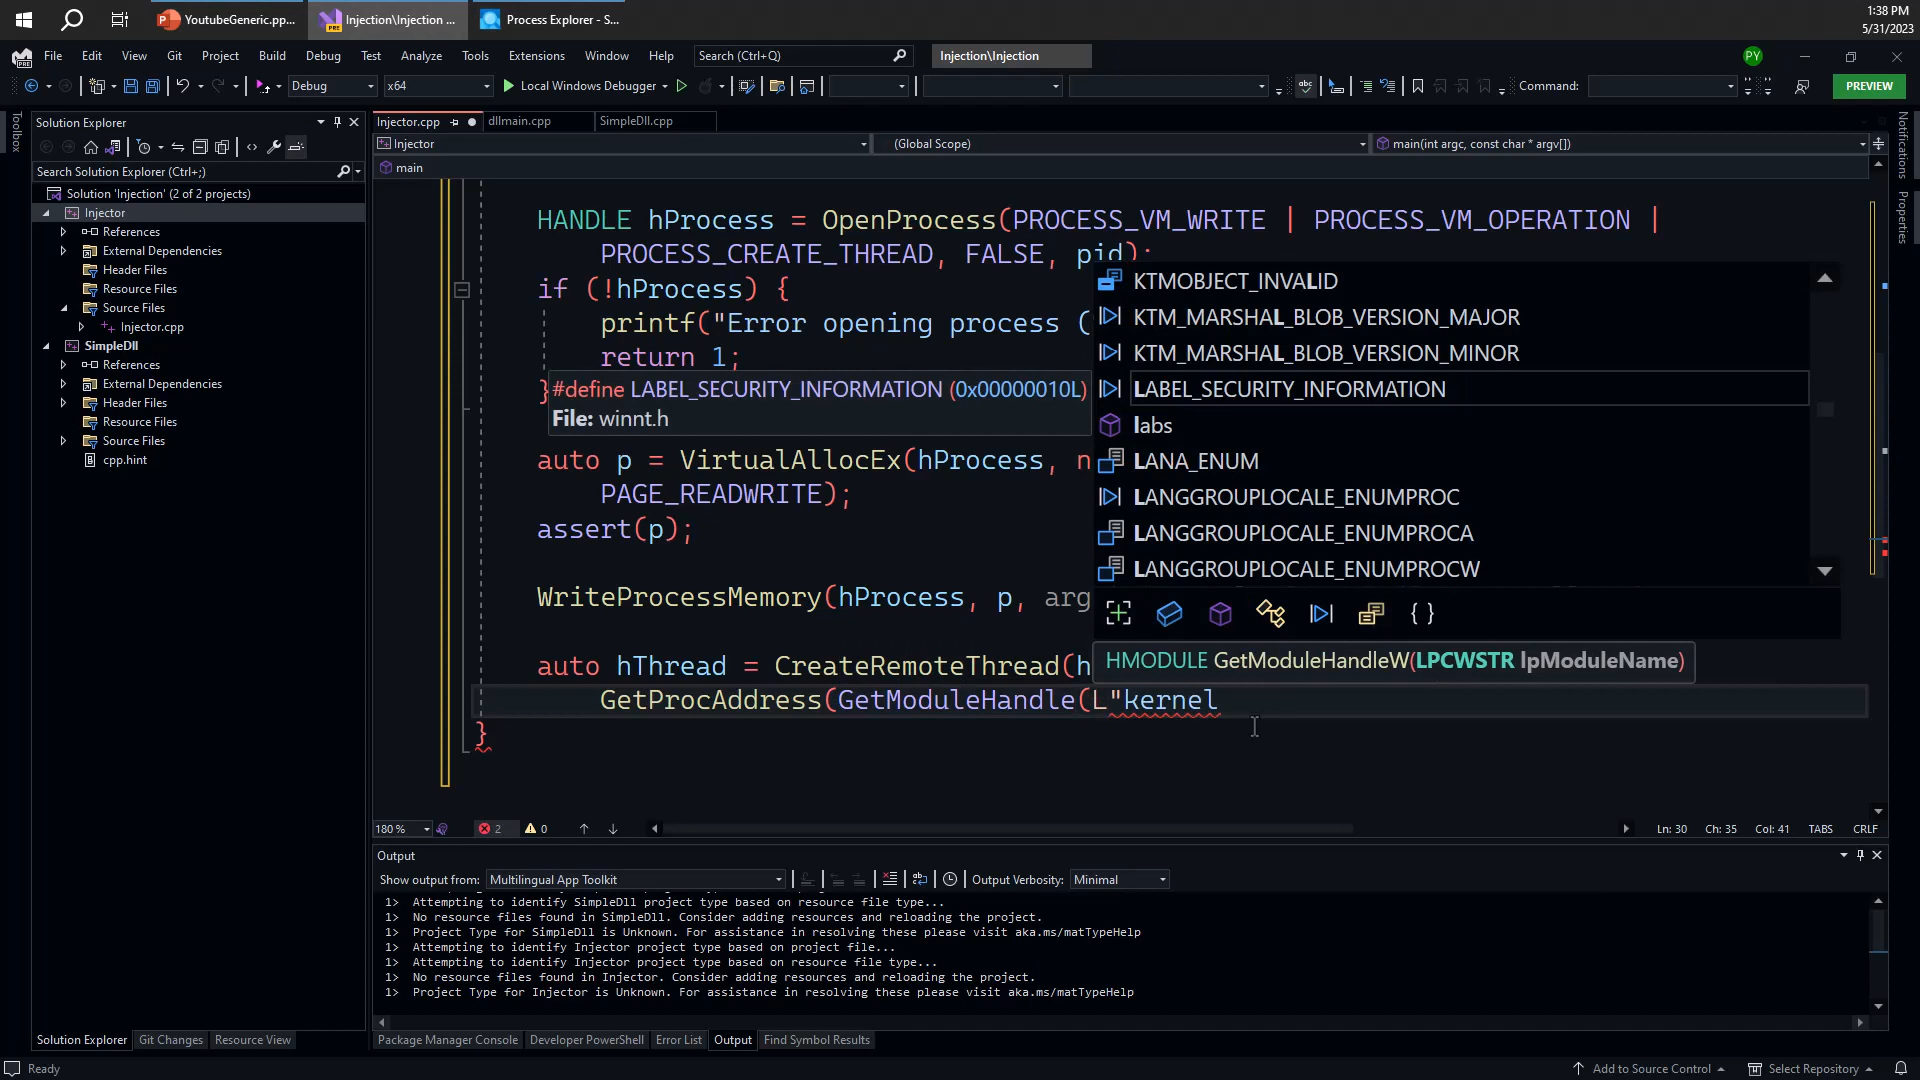 YoutubeGeneric.pp...
Injection\Injection ...
Process Explorer - S...
1:38 PM
5/31/2023
File Edit View Git Project Build Debug Test Analyze Tools Extensions Window Help
Search (Ctrl+Q)
Injection\Injection
PY
Debug
x64
Local Windows Debugger
Command:
PREVIEW
Toolbox
Solution Explorer
Search Solution Explorer (Ctrl+;)
Solution 'Injection' (2 of 2 projects)
Injector
References
External Dependencies
Header Files
Resource Files
Source Files
Injector.cpp
SimpleDll
References
External Dependencies
Header Files
Resource Files
Source Files
cpp.hint
Solution Explorer Git Changes Resource View
Injector.cpp
dllmain.cpp
SimpleDll.cpp
Injector
(Global Scope)
main(int argc, const char * argv[])
main
HANDLE hProcess = OpenProcess(PROCESS_VM_WRITE | PROCESS_VM_OPERATION |
PROCESS_CREATE_THREAD, FALSE, pid);
if (!hProcess) {
printf("Error opening process (
return 1;
}
#define LABEL_SECURITY_INFORMATION (0x00000010L)
File: winnt.h
auto p = VirtualAllocEx(hProcess, n
PAGE_READWRITE);
assert(p);
WriteProcessMemory(hProcess, p, arg
auto hThread = CreateRemoteThread(h
GetProcAddress(GetModuleHandle(L"kernel
}
KTMOBJECT_INVALID
KTM_MARSHAL_BLOB_VERSION_MAJOR
KTM_MARSHAL_BLOB_VERSION_MINOR
LABEL_SECURITY_INFORMATION
labs
LANA_ENUM
LANGGROUPLOCALE_ENUMPROC
LANGGROUPLOCALE_ENUMPROCA
LANGGROUPLOCALE_ENUMPROCW
HMODULE GetModuleHandleW(LPCWSTR lpModuleName)
180 %
2
0
Ln: 30 Ch: 35 Col: 41 TABS CRLF
Output
Show output from: Multilingual App Toolkit
Output Verbosity: Minimal
1> Attempting to identify SimpleDll project type based on resource file type...
1> No resource files found in SimpleDll. Consider adding resources and reloading the project.
1> Project Type for SimpleDll is Unknown. For assistance in resolving these please visit aka.ms/matTypeHelp
1> Attempting to identify Injector project type based on project file...
1> Attempting to identify Injector project type based on resource file type...
1> No resource files found in Injector. Consider adding resources and reloading the project.
1> Project Type for Injector is Unknown. For assistance in resolving these please visit aka.ms/matTypeHelp
Package Manager Console Developer PowerShell Error List Output Find Symbol Results
Notifications
Properties
Ready
Add to Source Control
Select Repository